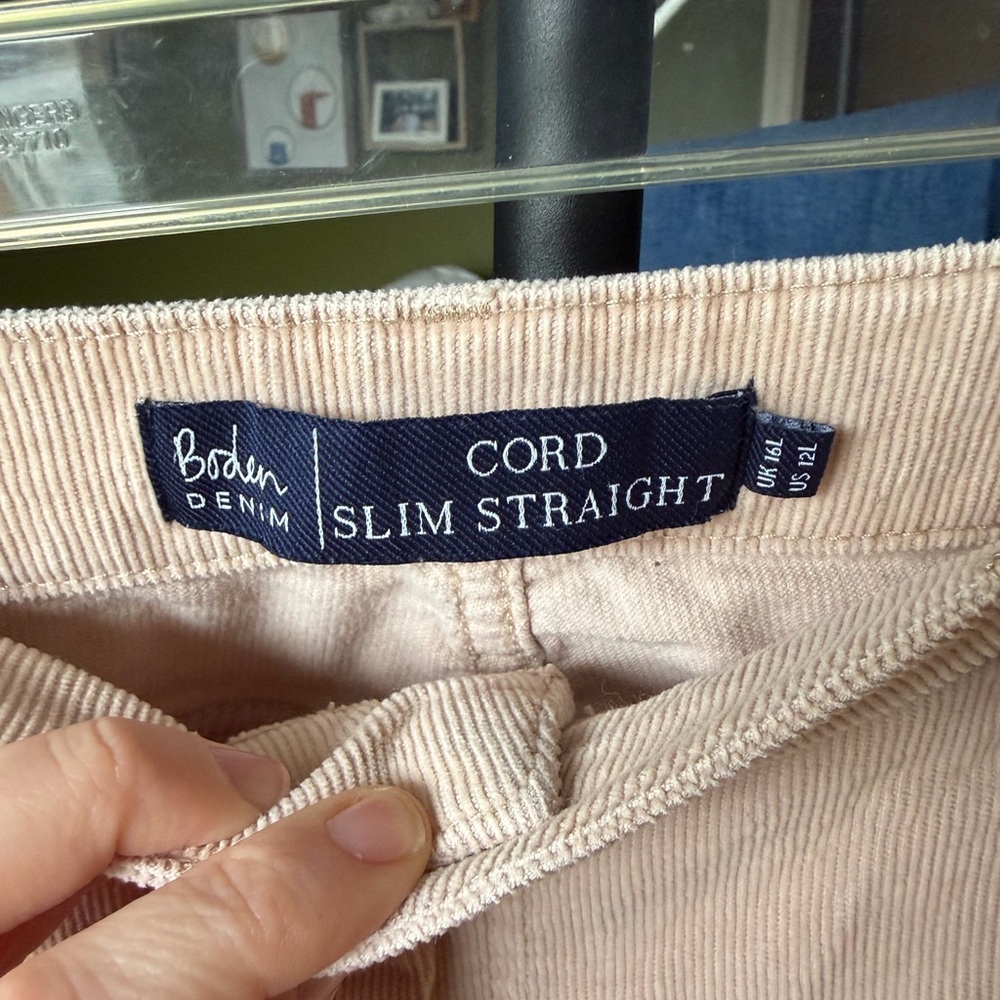 Boden
DENIM
CORD
SLIM STRAIGHT
UK 16L
US 12L